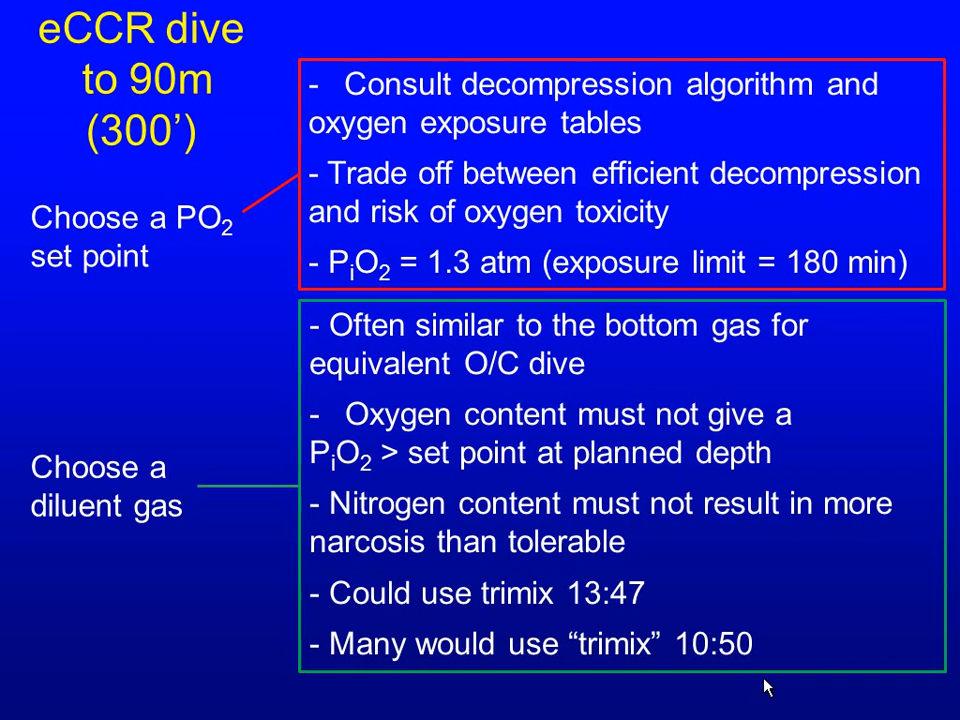 eCCR dive
to 90m
(300’)
Choose a PO₂
set point
- Consult decompression algorithm and
oxygen exposure tables
- Trade off between efficient decompression
and risk of oxygen toxicity
- PᵢO₂ = 1.3 atm (exposure limit = 180 min)
Choose a
diluent gas
- Often similar to the bottom gas for
equivalent O/C dive
- Oxygen content must not give a
PᵢO₂ > set point at planned depth
- Nitrogen content must not result in more
narcosis than tolerable
- Could use trimix 13:47
- Many would use “trimix” 10:50